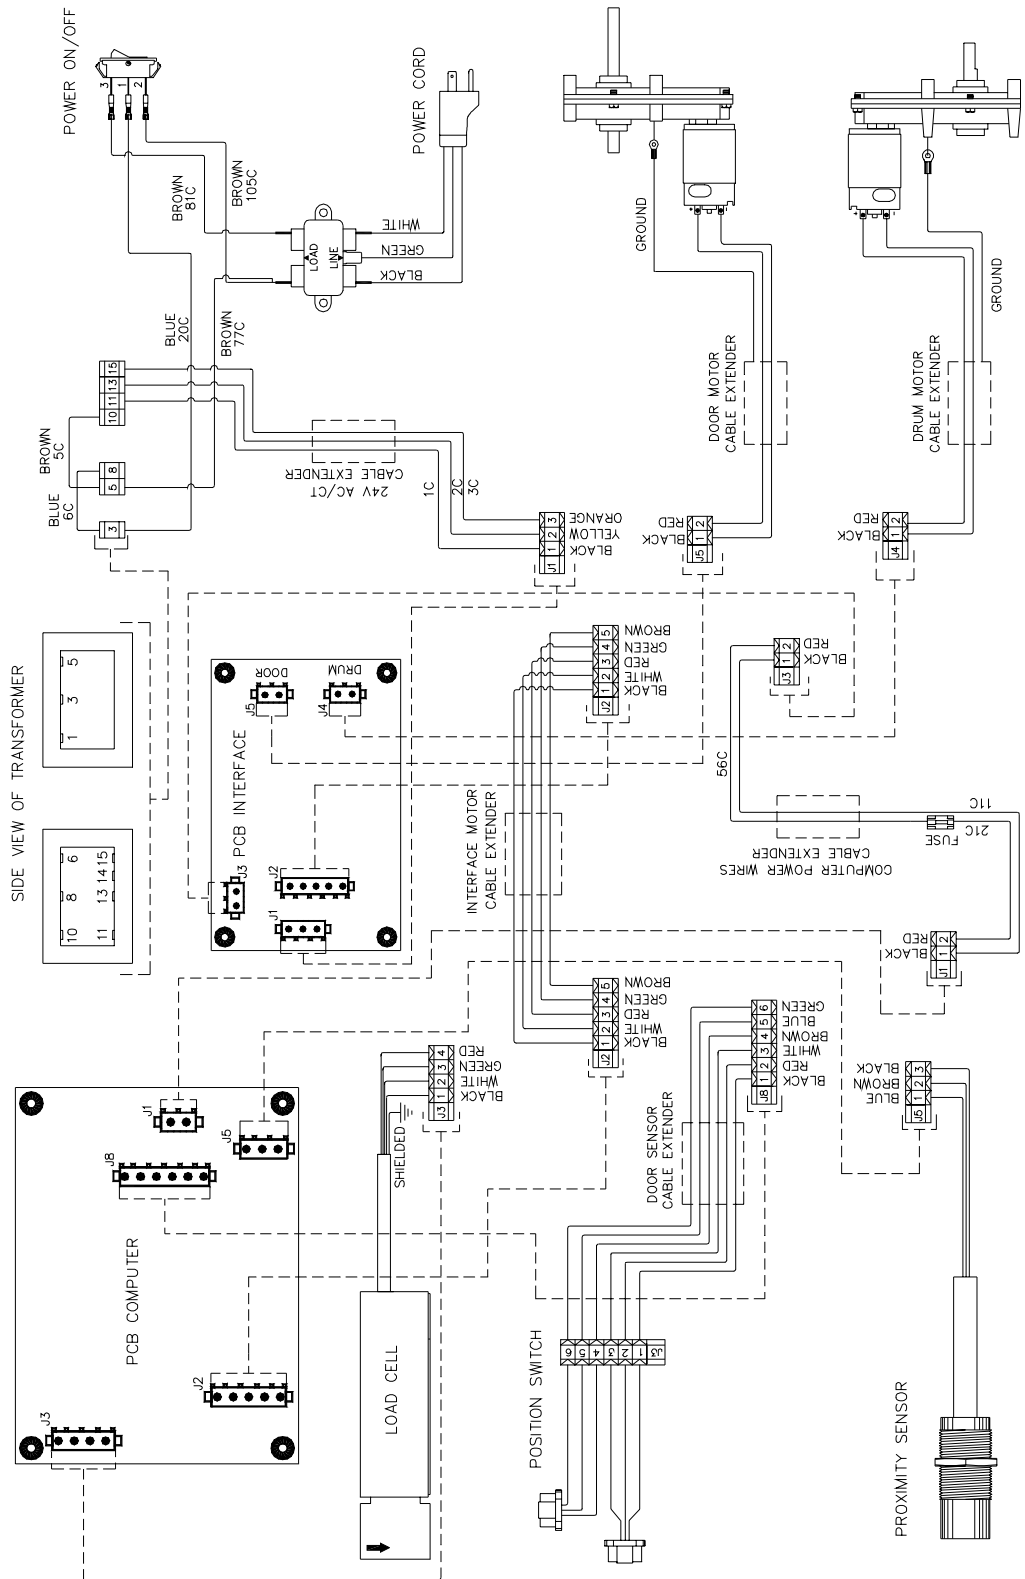 POWER ON/OFF
3
1
2
BROWN
81C
BROWN
105C
POWER CORD
WHITE
GREEN
BLACK
LOAD
LINE
BLUE
20C
BROWN
77C
GROUND
GROUND
10 11 13 15
BROWN
5C
5 8
BLUE
6C
3
24V AC/CT
CABLE EXTENDER
1C
2C
3C
DOOR MOTOR
CABLE EXTENDER
DRUM MOTOR
CABLE EXTENDER
J1 1 2 3
BLACK
YELLOW
ORANGE
J5 1 2
BLACK
RED
J4 1 2
BLACK
RED
SIDE VIEW OF TRANSFORMER
1 3 5
10 8 6
11 13 14 15
PCB INTERFACE
J5
DOOR
J4
DRUM
J3
J2
J1
J2 1 2 3 4 5
BLACK
WHITE
RED
GREEN
BROWN
INTERFACE MOTOR
CABLE EXTENDER
J3 1 2
BLACK
RED
56C
COMPUTER POWER WIRES
CABLE EXTENDER
FUSE
21C
11C
J1 1 2
BLACK
RED
J2 1 2 3 4 5
BLACK
WHITE
RED
GREEN
BROWN
PCB COMPUTER
J1
J5
J8
J2
J3
J3 1 2 3 4
BLACK
WHITE
GREEN
RED
SHIELDED
LOAD CELL
J8 1 2 3 4 5 6
BLACK
RED
WHITE
BROWN
BLUE
GREEN
DOOR SENSOR
CABLE EXTENDER
J5 1 2 3
BLUE
BROWN
BLACK
POSITION SWITCH
J3 1 2 3 4 5 6
PROXIMITY SENSOR